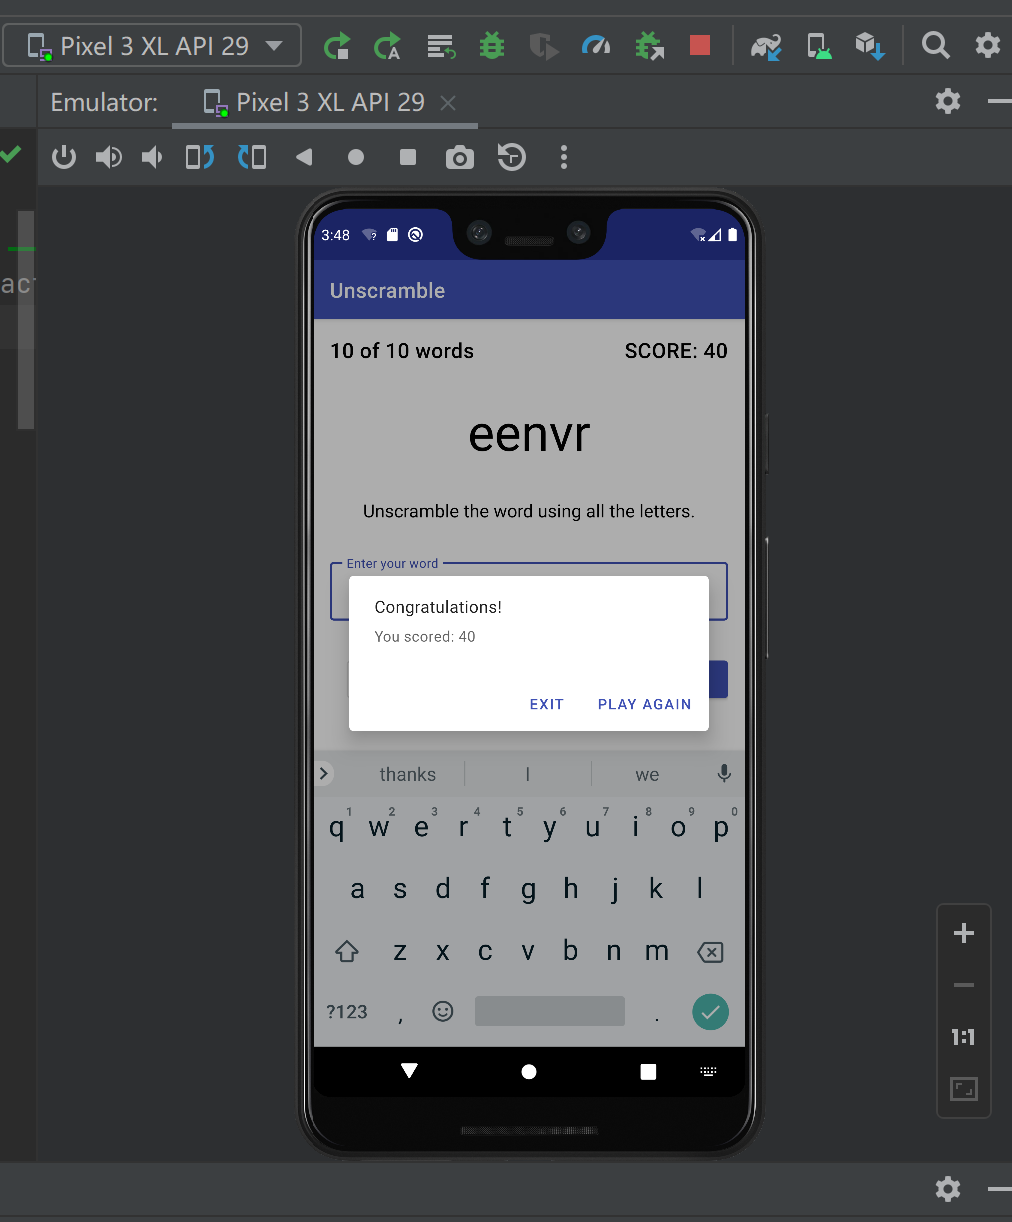 Pixel 3 XL API 29
Emulator:
Pixel 3 XL API 29
3:48
Unscramble
10 of 10 words
SCORE: 40
eenvr
Unscramble the word using all the letters.
Enter your word
Congratulations!
You scored: 40
EXIT
PLAY AGAIN
thanks
I
we
1 2 3 4 5 6 7 8 9 0
q w e r t y u i o p
a s d f g h j k l
z x c v b n m
?123 , .
1:1